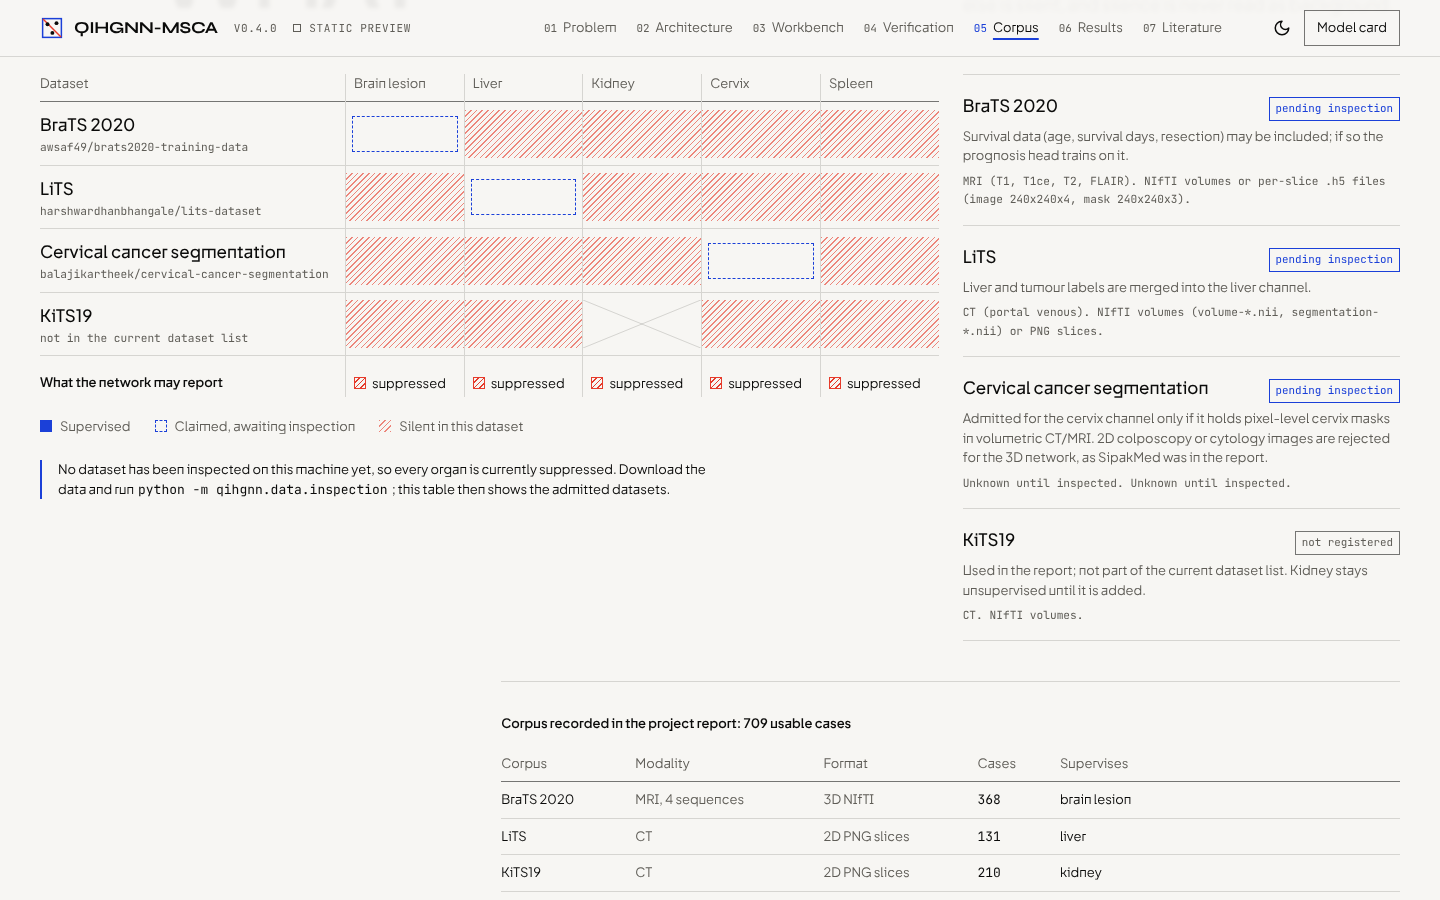 QIHGNN-MSCA V0.4.0 STATIC PREVIEW 01 Problem 02 Architecture 03 Workbench 04 Verification 05 Corpus 06 Results 07 Literature Model card
Dataset Brain lesion Liver Kidney Cervix Spleen
BraTS 2020
awsaf49/brats2020-training-data
LiTS
harshwardhanbhangale/lits-dataset
Cervical cancer segmentation
balajikartheek/cervical-cancer-segmentation
KiTS19
not in the current dataset list
What the network may report suppressed suppressed suppressed suppressed suppressed
Supervised Claimed, awaiting inspection Silent in this dataset
No dataset has been inspected on this machine yet, so every organ is currently suppressed. Download the
data and run python -m qihgnn.data.inspection ; this table then shows the admitted datasets.
BraTS 2020 pending inspection
Survival data (age, survival days, resection) may be included; if so the
prognosis head trains on it.
MRI (T1, T1ce, T2, FLAIR). NIfTI volumes or per-slice .h5 files
(image 240x240x4, mask 240x240x3).
LiTS pending inspection
Liver and tumour labels are merged into the liver channel.
CT (portal venous). NIfTI volumes (volume-*.nii, segmentation-
*.nii) or PNG slices.
Cervical cancer segmentation pending inspection
Admitted for the cervix channel only if it holds pixel-level cervix masks
in volumetric CT/MRI. 2D colposcopy or cytology images are rejected
for the 3D network, as SipakMed was in the report.
Unknown until inspected. Unknown until inspected.
KiTS19 not registered
Used in the report; not part of the current dataset list. Kidney stays
unsupervised until it is added.
CT. NIfTI volumes.
Corpus recorded in the project report: 709 usable cases
Corpus Modality Format Cases Supervises
BraTS 2020 MRI, 4 sequences 3D NIfTI 368 brain lesion
LiTS CT 2D PNG slices 131 liver
KiTS19 CT 2D PNG slices 210 kidney